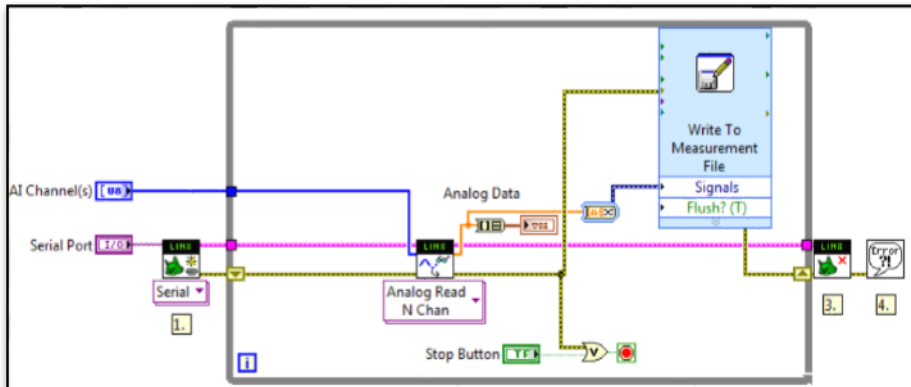 Write To
Measurement
File
Signals
Flush? (T)
AI Channel(s)
[U8]
Analog Data
Serial Port
I/O
LINX
LINX
LINX
Serial
Analog Read
N Chan
1.
3.
4.
Error
?!
Stop Button
TF
V
i